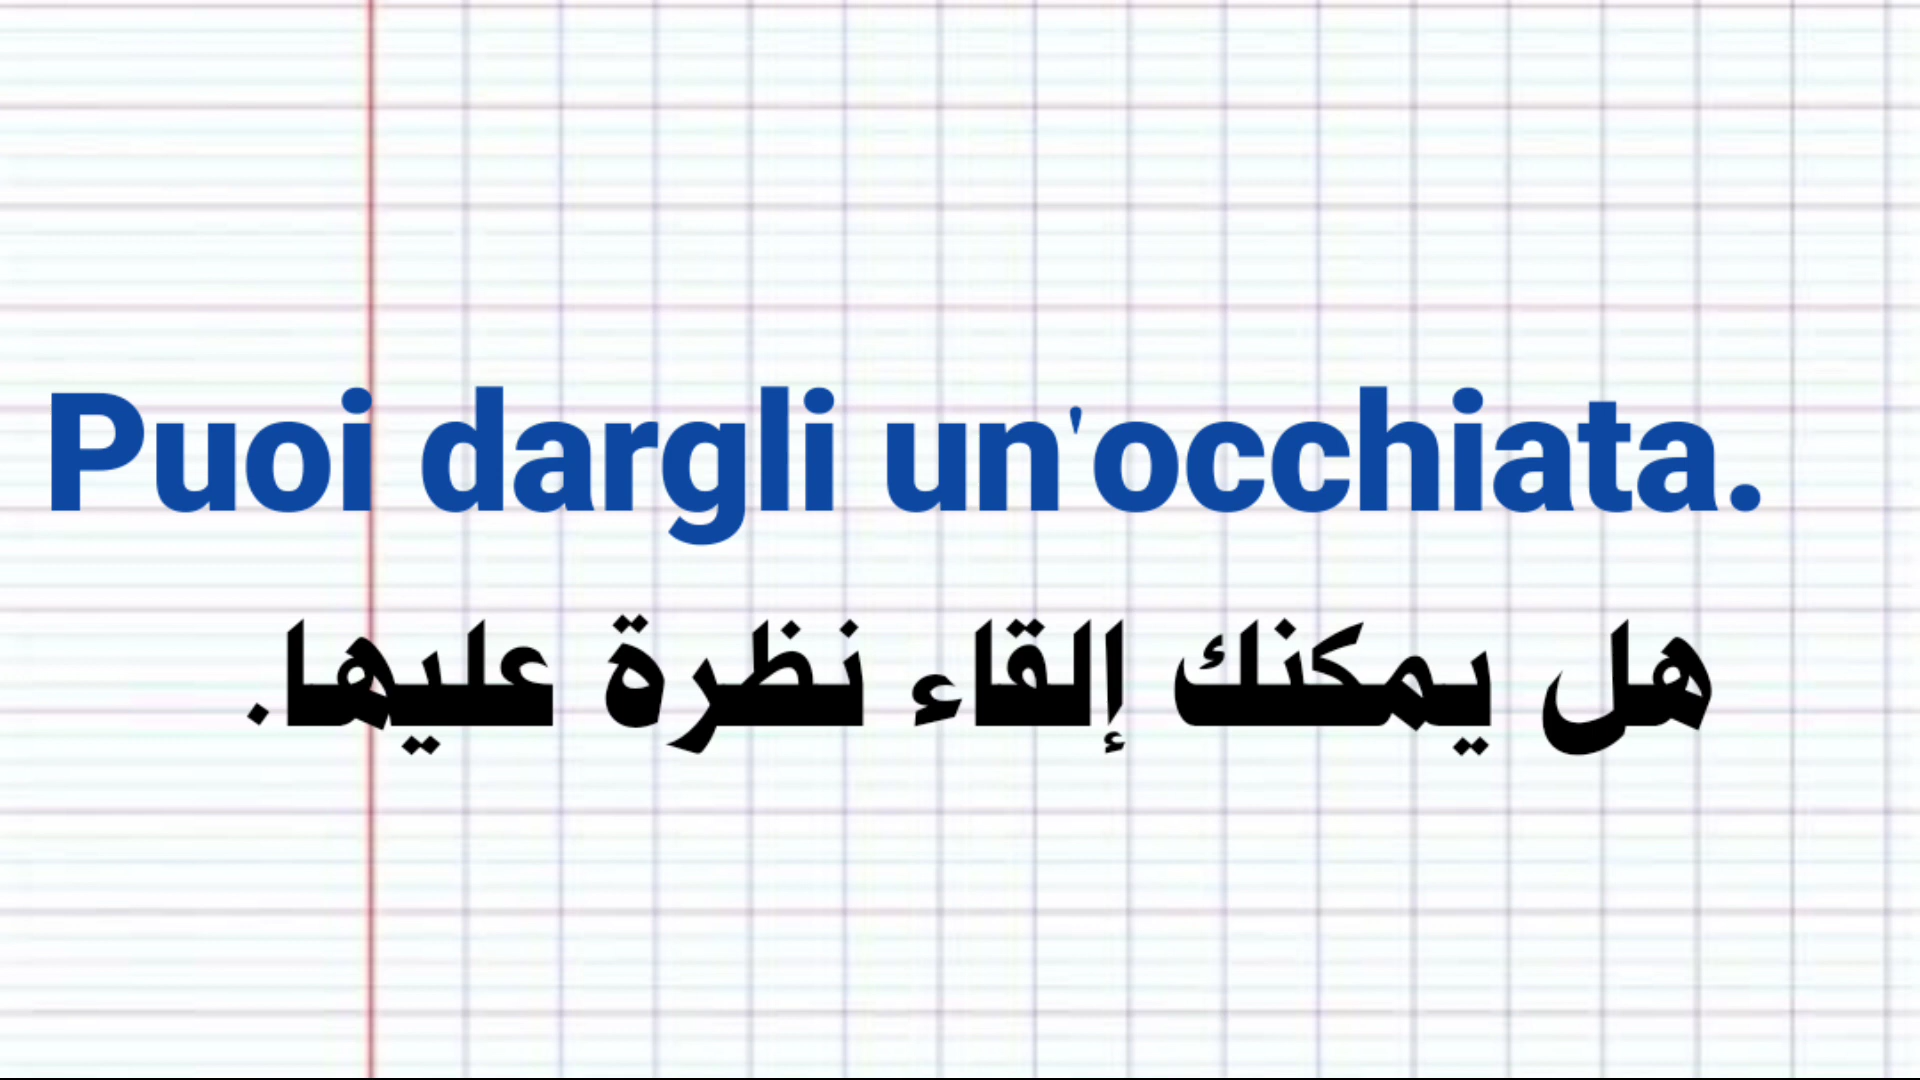 Puoi dargli un'occhiata.
هل يمكنك إلقاء نظرة عليها.